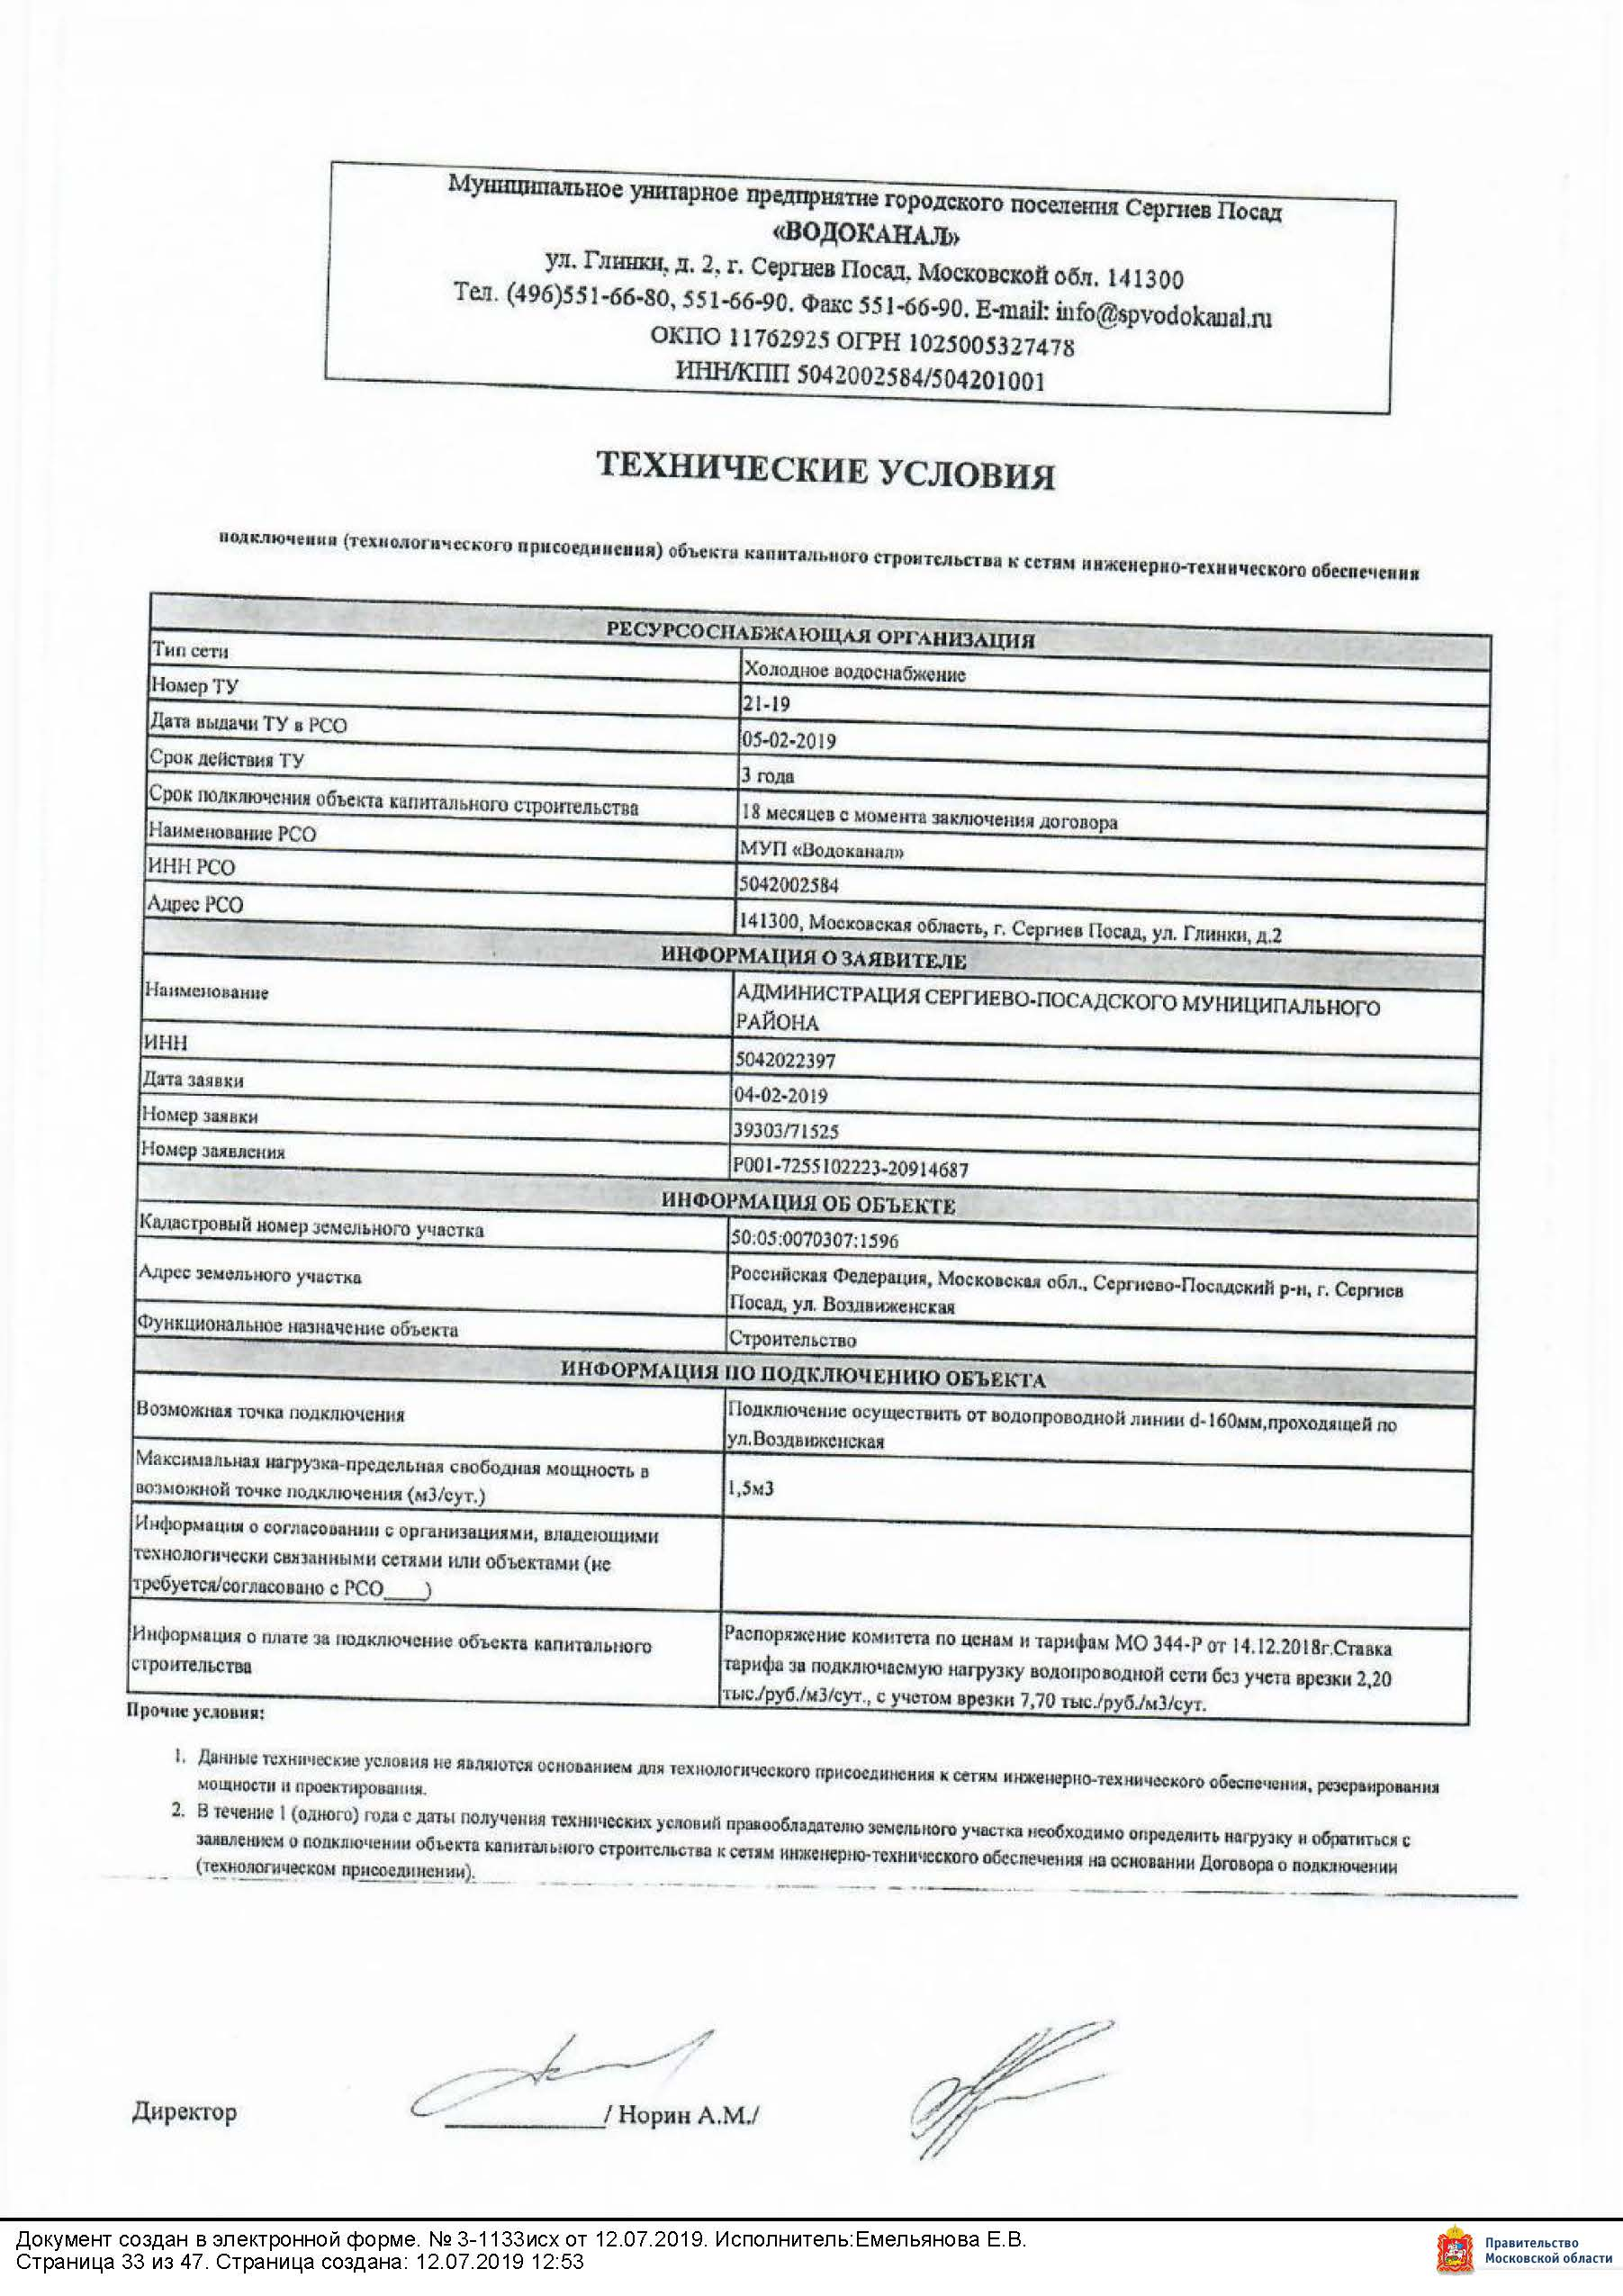 Муниципальное унитарное предприятие городского поселения Сергиев Посад
«ВОДОКАНАЛ»
ул. Глинки, д. 2, г. Сергиев Посад, Московской обл. 141300
Тел. (496)551-66-80, 551-66-90. Факс 551-66-90. E-mail: info@spvodokanal.ru
ОКПО 11762925 ОГРН 1025005327478
ИНН/КПП 5042002584/504201001
ТЕХНИЧЕСКИЕ УСЛОВИЯ
подключения (технологического присоединения) объекта капитального строительства к сетям инженерно-технического обеспечения
РЕСУРСОСНАБЖАЮЩАЯ ОРГАНИЗАЦИЯ
Тип сети
Холодное водоснабжение
Номер ТУ
21-19
Дата выдачи ТУ в РСО
05-02-2019
Срок действия ТУ
3 года
Срок подключения объекта капитального строительства
18 месяцев с момента заключения договора
Наименование РСО
МУП «Водоканал»
ИНН РСО
5042002584
Адрес РСО
141300, Московская область, г. Сергиев Посад, ул. Глинки, д.2
ИНФОРМАЦИЯ О ЗАЯВИТЕЛЕ
Наименование
АДМИНИСТРАЦИЯ СЕРГИЕВО-ПОСАДСКОГО МУНИЦИПАЛЬНОГО
РАЙОНА
ИНН
5042022397
Дата заявки
04-02-2019
Номер заявки
39303/71525
Номер заявления
P001-7255102223-20914687
ИНФОРМАЦИЯ ОБ ОБЪЕКТЕ
Кадастровый номер земельного участка
50:05:0070307:1596
Адрес земельного участка
Российская Федерация, Московская обл., Сергиево-Посадский р-н, г. Сергиев
Посад, ул. Воздвиженская
Функциональное назначение объекта
Строительство
ИНФОРМАЦИЯ ПО ПОДКЛЮЧЕНИЮ ОБЪЕКТА
Возможная точка подключения
Подключение осуществить от водопроводной линии d-160мм,проходящей по
ул.Воздвиженская
Максимальная нагрузка-предельная свободная мощность в
возможной точке подключения (м3/сут.)
1,5м3
Информация о согласовании с организациями, владеющими
технологически связанными сетями или объектами (не
требуется/согласовано с РСО____)
Информация о плате за подключение объекта капитального
строительства
Распоряжение комитета по ценам и тарифам МО 344-Р от 14.12.2018г.Ставка
тарифа за подключаемую нагрузку водопроводной сети без учета врезки 2,20
тыс./руб./м3/сут., с учетом врезки 7,70 тыс./руб./м3/сут.
Прочие условия:
1. Данные технические условия не являются основанием для технологического присоединения к сетям инженерно-технического обеспечения, резервирования
мощности и проектирования.
2. В течение 1 (одного) года с даты получения технических условий правообладателю земельного участка необходимо определить нагрузку и обратиться с
заявлением о подключении объекта капитального строительства к сетям инженерно-технического обеспечения на основании Договора о подключении
(технологическом присоединении).
Директор
____________/ Норин А.М./
Документ создан в электронной форме. № 3-1133исх от 12.07.2019. Исполнитель:Емельянова Е.В.
Страница 33 из 47. Страница создана: 12.07.2019 12:53
Правительство
Московской области